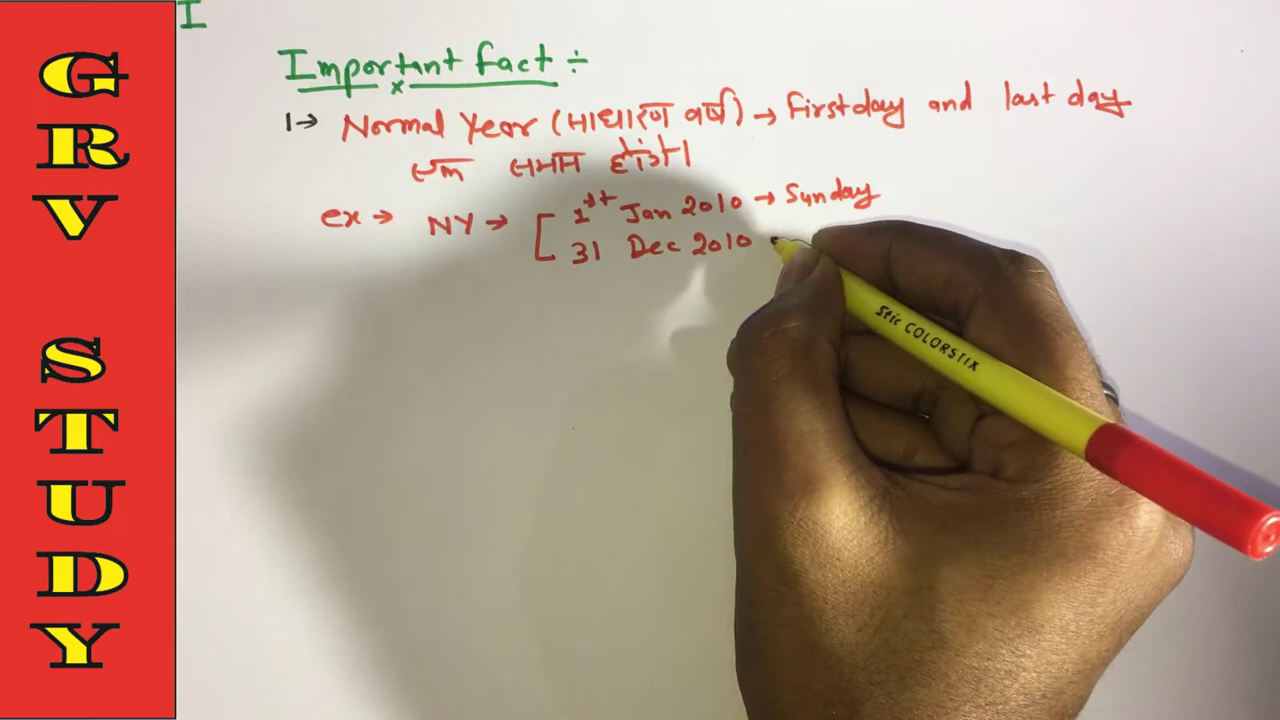 GRV STUDY
I
Important fact ÷
1→ Normal Year (साधारण वर्ष) → First day and last day
एक समान होता।
ex → NY → [ 1st Jan 2010 → Sunday
31 Dec 2010
Stic COLORSTIX